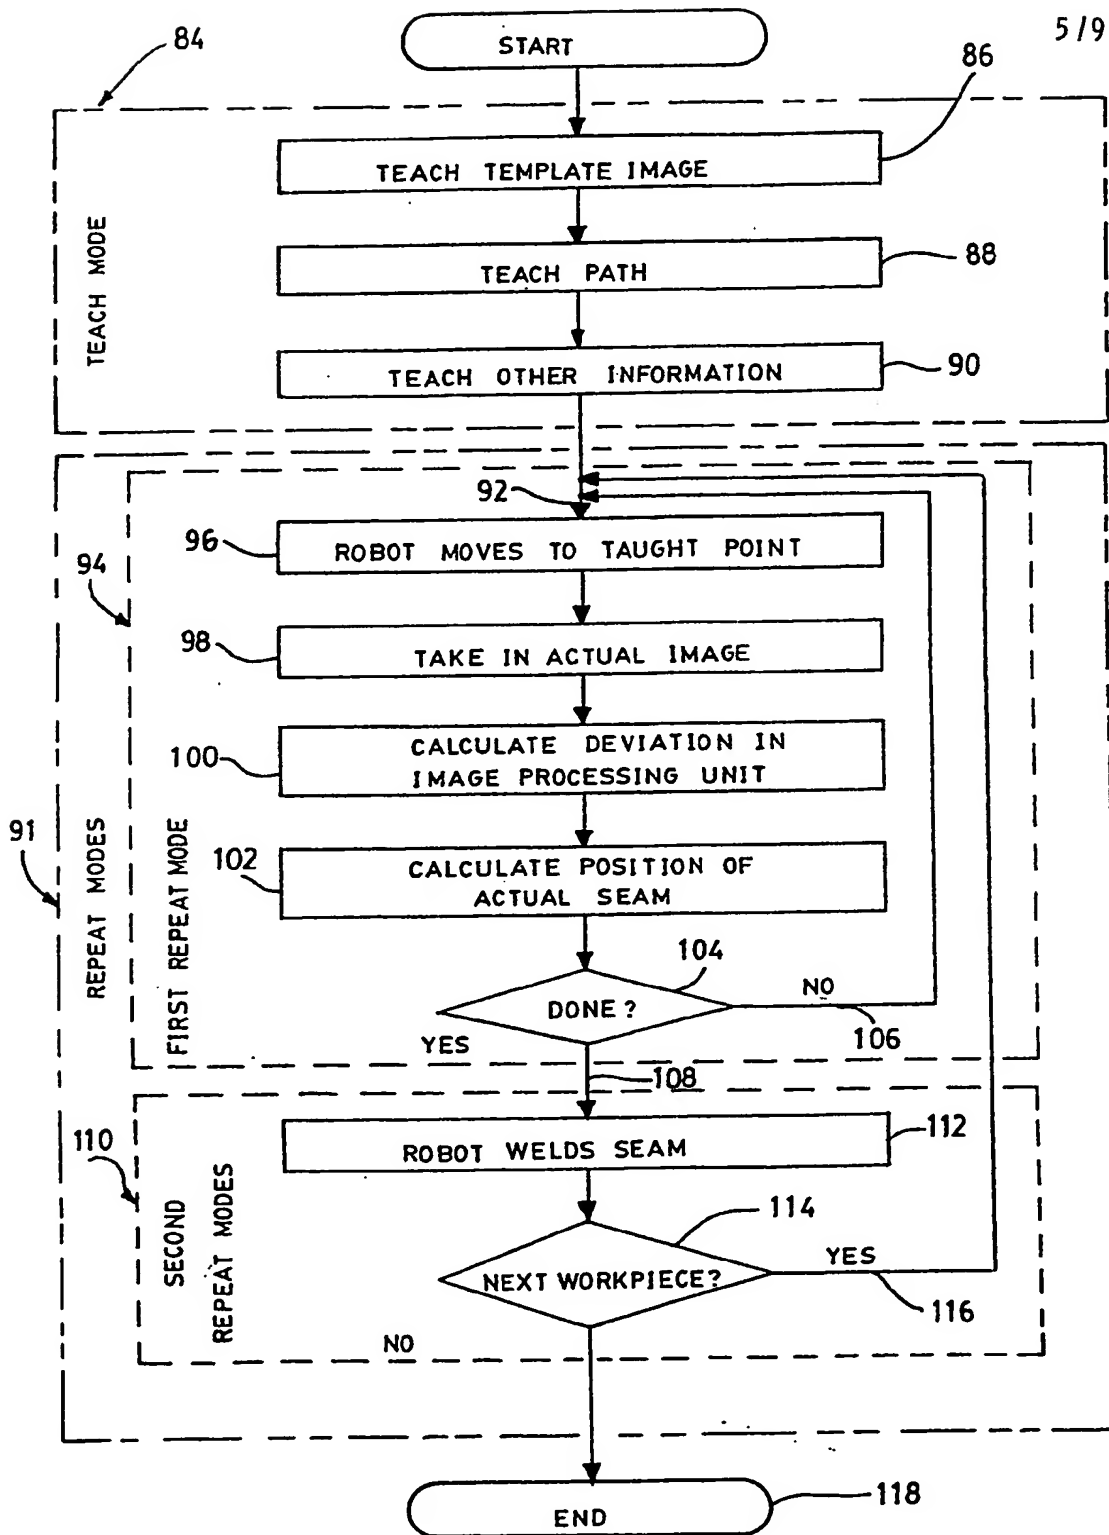 5/9
84
START
86
TEACH TEMPLATE IMAGE
TEACH MODE
TEACH PATH
88
TEACH OTHER INFORMATION
90
92
96
ROBOT MOVES TO TAUGHT POINT
94
98
TAKE IN ACTUAL IMAGE
100
CALCULATE DEVIATION IN
IMAGE PROCESSING UNIT
91
REPEAT MODES
FIRST REPEAT MODE
102
CALCULATE POSITION OF
ACTUAL SEAM
104
DONE?
NO
106
YES
108
110
ROBOT WELDS SEAM
112
SECOND
REPEAT MODES
114
NEXT WORKPIECE?
YES
116
NO
END
118